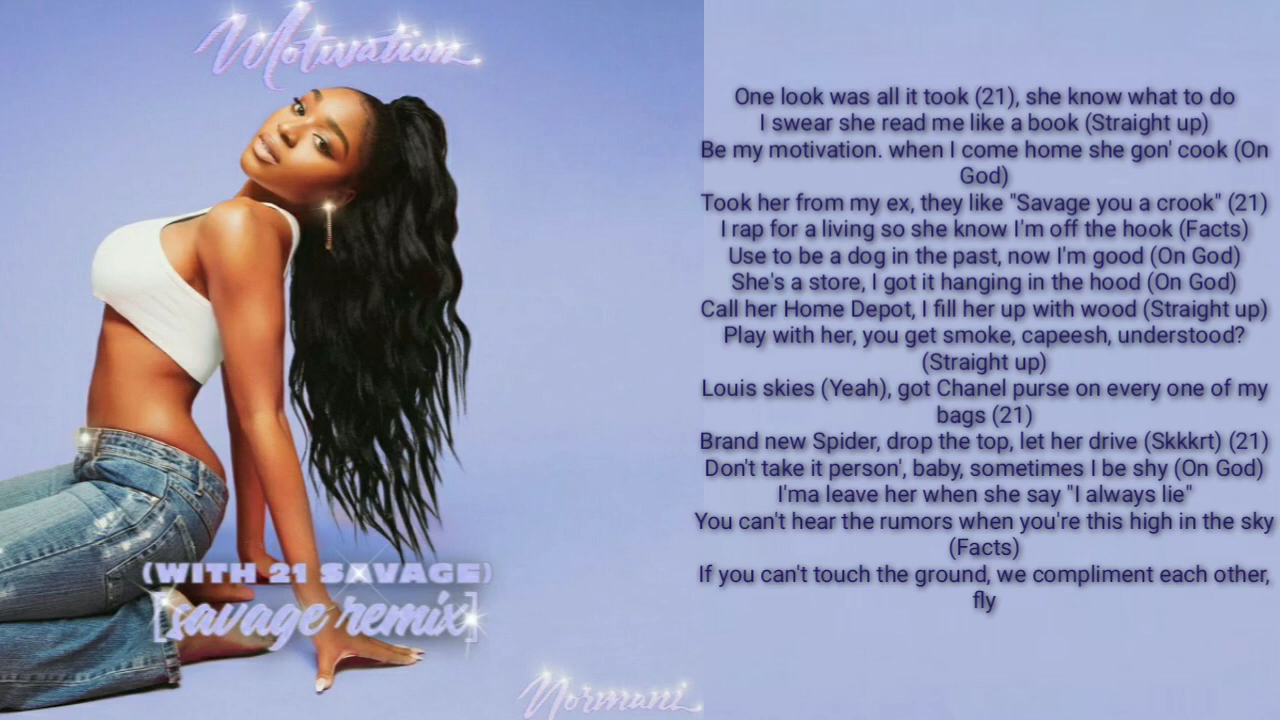 Motivation
(WITH 21 SAVAGE)
[savage remix]
Normani
One look was all it took (21), she know what to do
I swear she read me like a book (Straight up)
Be my motivation. when I come home she gon' cook (On
God)
Took her from my ex, they like "Savage you a crook" (21)
I rap for a living so she know I'm off the hook (Facts)
Use to be a dog in the past, now I'm good (On God)
She's a store, I got it hanging in the hood (On God)
Call her Home Depot, I fill her up with wood (Straight up)
Play with her, you get smoke, capeesh, understood?
(Straight up)
Louis skies (Yeah), got Chanel purse on every one of my
bags (21)
Brand new Spider, drop the top, let her drive (Skkkrt) (21)
Don't take it person', baby, sometimes I be shy (On God)
I'ma leave her when she say "I always lie"
You can't hear the rumors when you're this high in the sky
(Facts)
If you can't touch the ground, we compliment each other,
fly